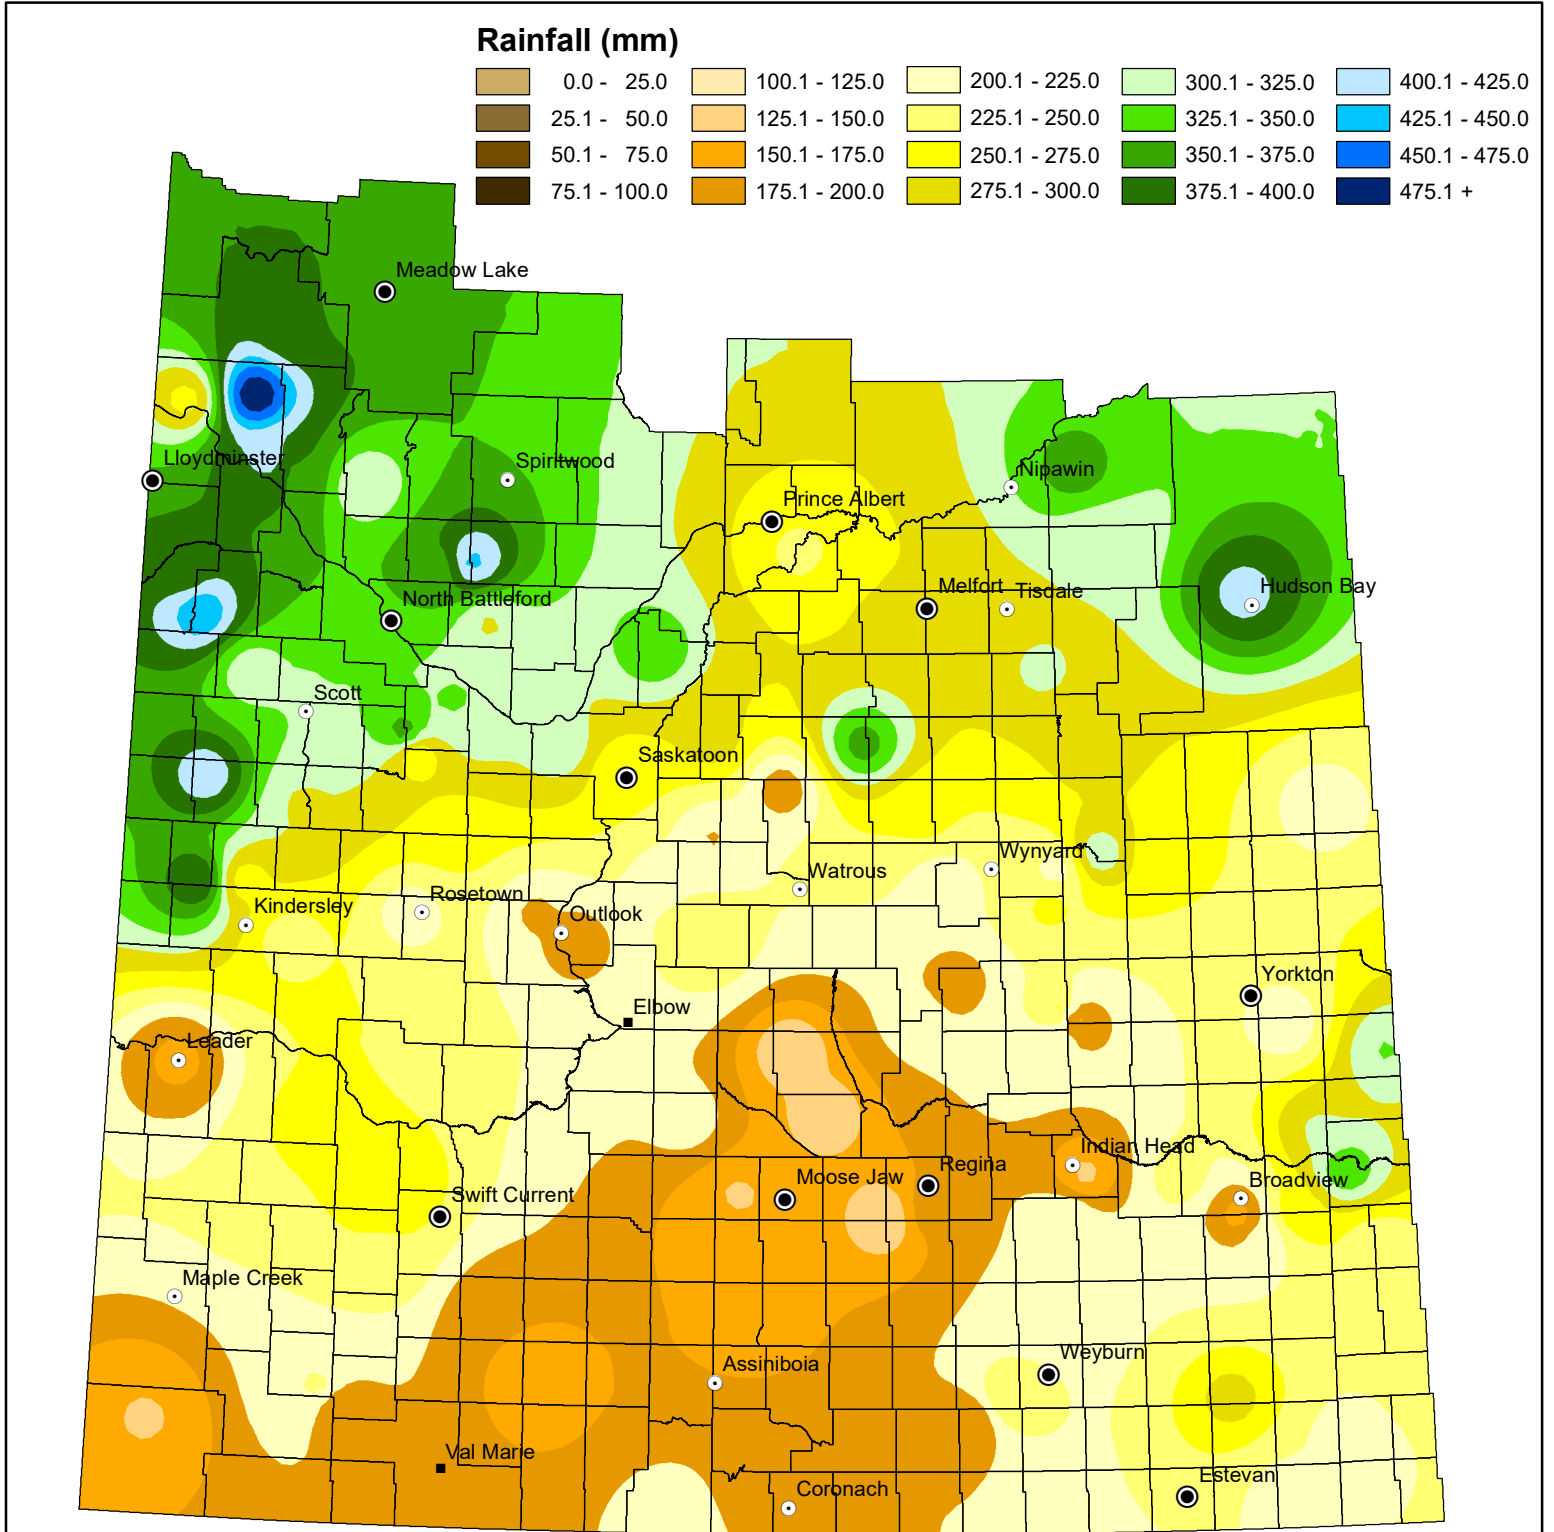 Rainfall (mm)
0.0 - 25.0
25.1 - 50.0
50.1 - 75.0
75.1 - 100.0
100.1 - 125.0
125.1 - 150.0
150.1 - 175.0
175.1 - 200.0
200.1 - 225.0
225.1 - 250.0
250.1 - 275.0
275.1 - 300.0
300.1 - 325.0
325.1 - 350.0
350.1 - 375.0
375.1 - 400.0
400.1 - 425.0
425.1 - 450.0
450.1 - 475.0
475.1 +
Meadow Lake
Lloydminster
Spiritwood
Nipawin
Prince Albert
Hudson Bay
Melfort
Tisdale
North Battleford
Scott
Saskatoon
Wynyard
Watrous
Rosetown
Kindersley
Outlook
Yorkton
Elbow
Leader
Indian Head
Regina
Moose Jaw
Broadview
Swift Current
Maple Creek
Weyburn
Assiniboia
Val Marie
Estevan
Coronach